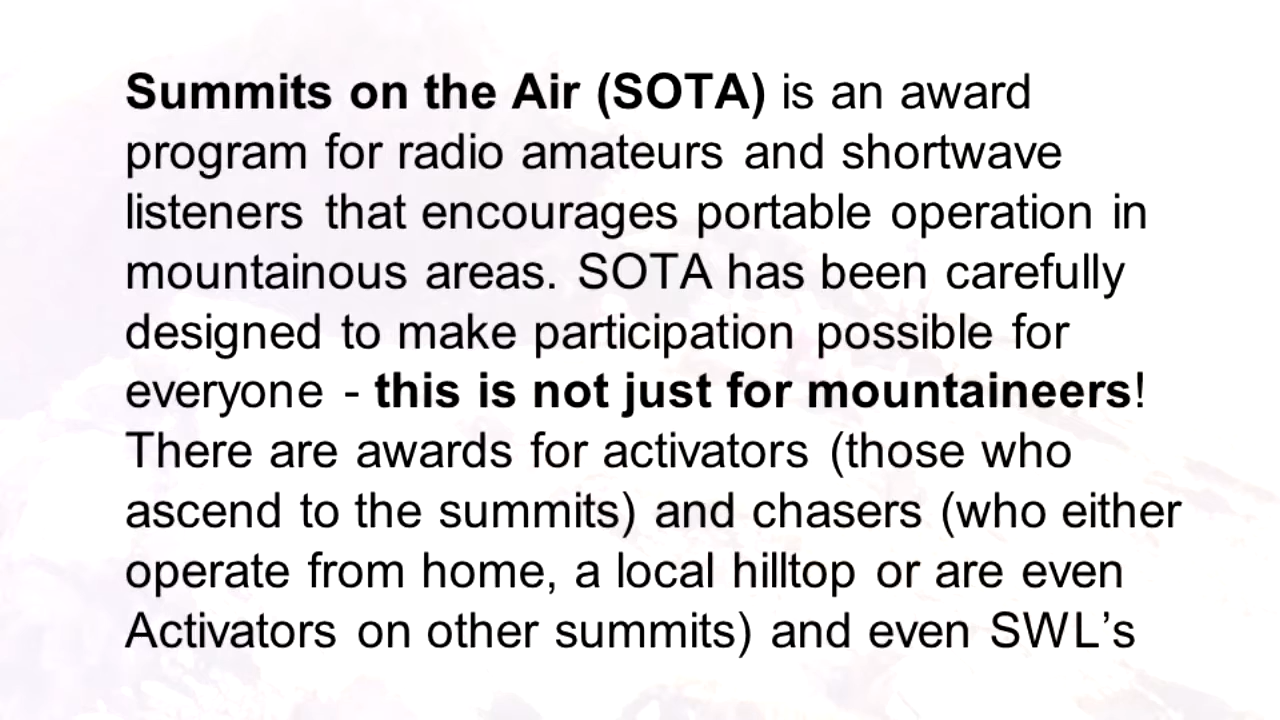 Summits on the Air (SOTA) is an award
program for radio amateurs and shortwave
listeners that encourages portable operation in
mountainous areas. SOTA has been carefully
designed to make participation possible for
everyone - this is not just for mountaineers!
There are awards for activators (those who
ascend to the summits) and chasers (who either
operate from home, a local hilltop or are even
Activators on other summits) and even SWL’s